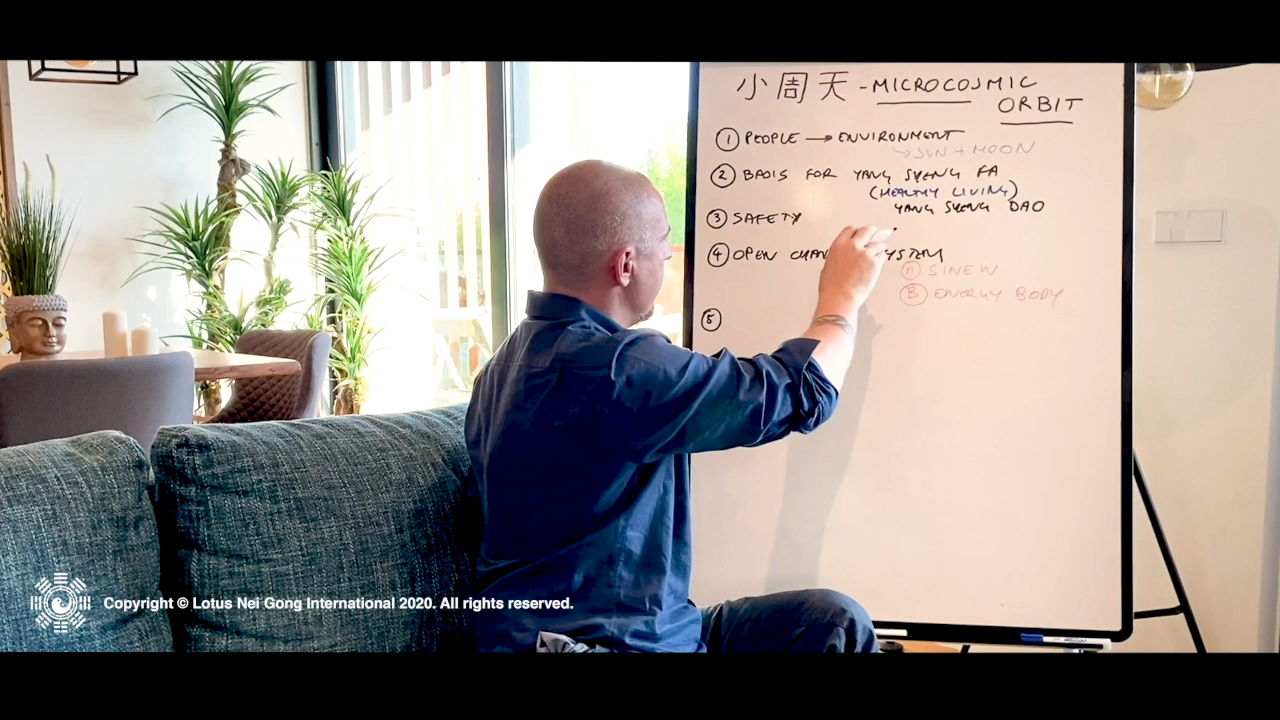 小周天 - MICROCOSMIC
ORBIT
① PEOPLE → ENVIRONMENT
↘ SUN + MOON
② BASIS FOR YANG SHENG FA
(HEALTHY LIVING)
YANG SHENG DAO
③ SAFETY
④ OPEN
Ⓐ SINEW
Ⓑ ENERGY BODY
⑤
Copyright © Lotus Nei Gong International 2020. All rights reserved.